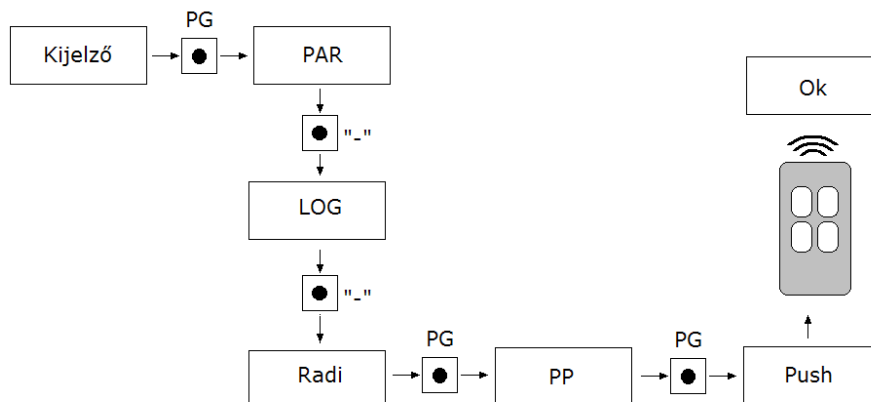 PG
Kijelző
PAR
Ok
"-"
LOG
"-"
PG
PG
Radi
PP
Push